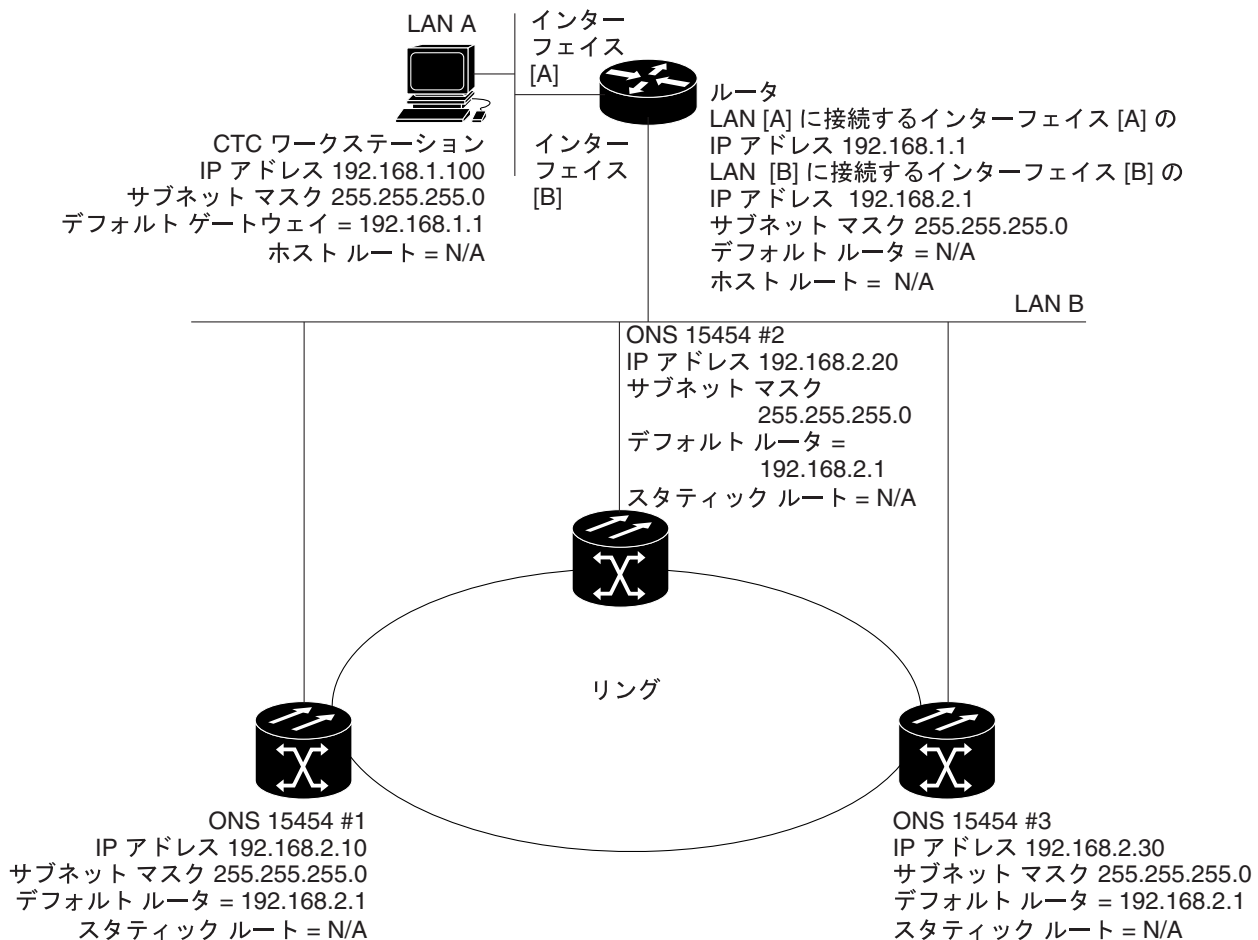 LAN A
インター
フェイス
[A]
CTC ワークステーション
IP アドレス 192.168.1.100
サブネット マスク 255.255.255.0
デフォルト ゲートウェイ = 192.168.1.1
ホスト ルート = N/A
インター
フェイス
[B]
ルータ
LAN [A] に接続するインターフェイス [A] の
IP アドレス 192.168.1.1
LAN [B] に接続するインターフェイス [B] の
IP アドレス 192.168.2.1
サブネット マスク 255.255.255.0
デフォルト ルータ = N/A
ホスト ルート = N/A
LAN B
ONS 15454 #2
IP アドレス 192.168.2.20
サブネット マスク
255.255.255.0
デフォルト ルータ =
192.168.2.1
スタティック ルート = N/A
リング
ONS 15454 #1
IP アドレス 192.168.2.10
サブネット マスク 255.255.255.0
デフォルト ルータ = 192.168.2.1
スタティック ルート = N/A
ONS 15454 #3
IP アドレス 192.168.2.30
サブネット マスク 255.255.255.0
デフォルト ルータ = 192.168.2.1
スタティック ルート = N/A